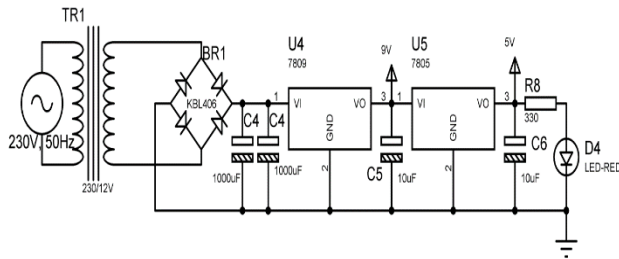 TR1
230V, 50Hz
230/12V
BR1
KBL406
C4
1000uF
C4
1000uF
U4
7809
1
VI
VO
3
GND
2
9V
C5
10uF
U5
7805
1
VI
VO
3
GND
2
5V
C6
10uF
R8
330
D4
LED-RED